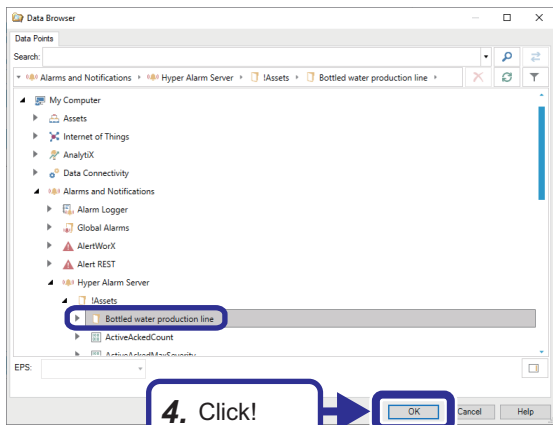 Data Browser
Data Points
Search:
Alarms and Notifications Hyper Alarm Server !Assets Bottled water production line
My Computer
Assets
Internet of Things
AnalytiX
Data Connectivity
Alarms and Notifications
Alarm Logger
Global Alarms
AlertWorX
Alert REST
Hyper Alarm Server
!Assets
Bottled water production line
ActiveAckedCount
ActiveAckedMaxSeverity
EPS:
4. Click!
OK Cancel Help